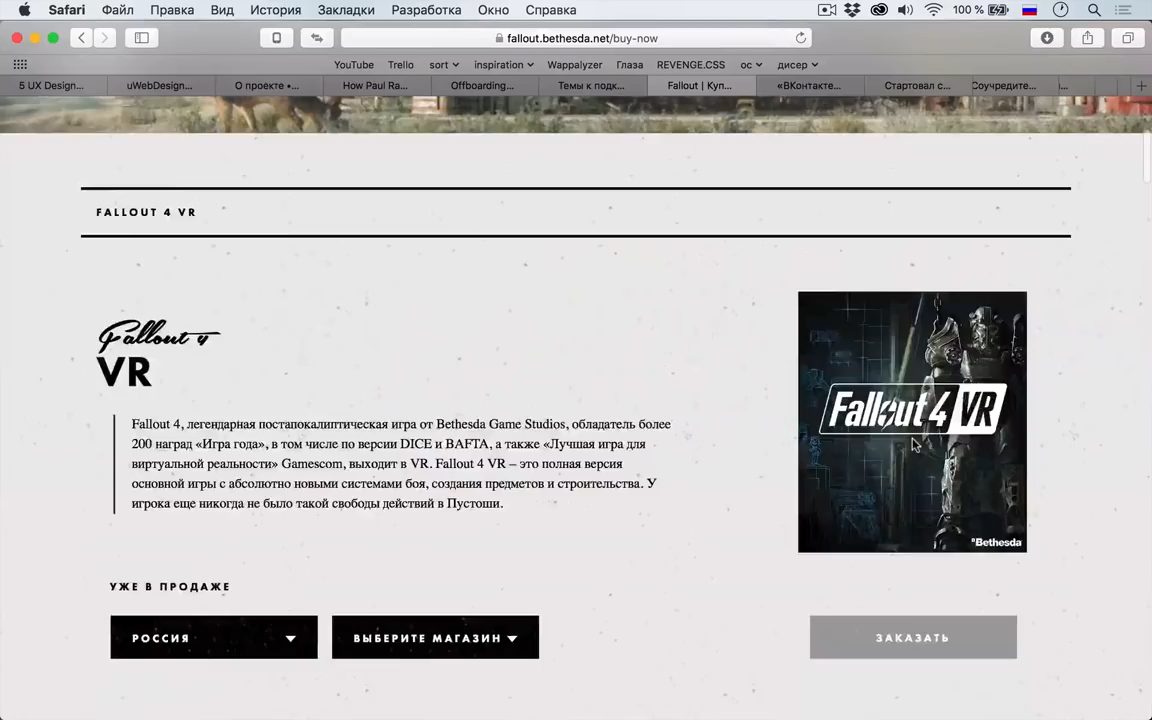 Safari Файл Правка Вид История Закладки Разработка Окно Справка 100 %
fallout.bethesda.net/buy-now
YouTube Trello sort inspiration Wappalyzer Глаза REVENGE.CSS ос дисер
5 UX Design... uWebDesign... О проекте •... How Paul Ra... Offboarding... Темы к подк... Fallout | Куп... «ВКонтакте... Стартовал с... Соучредите...
FALLOUT 4 VR
Fallout 4
VR
Fallout 4, легендарная постапокалиптическая игра от Bethesda Game Studios, обладатель более
200 наград «Игра года», в том числе по версии DICE и BAFTA, а также «Лучшая игра для
виртуальной реальности» Gamescom, выходит в VR. Fallout 4 VR – это полная версия
основной игры с абсолютно новыми системами боя, создания предметов и строительства. У
игрока еще никогда не было такой свободы действий в Пустоши.
Fallout 4 VR
Bethesda
УЖЕ В ПРОДАЖЕ
РОССИЯ ВЫБЕРИТЕ МАГАЗИН ЗАКАЗАТЬ